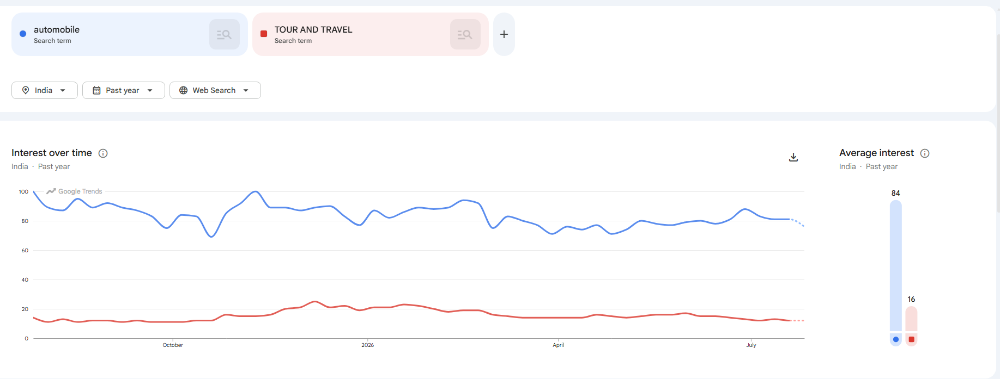 automobile
Search term
TOUR AND TRAVEL
Search term
India
Past year
Web Search
Interest over time
India · Past year
Google Trends
100
80
60
40
20
0
October
2026
April
July
Average interest
India · Past year
84
16